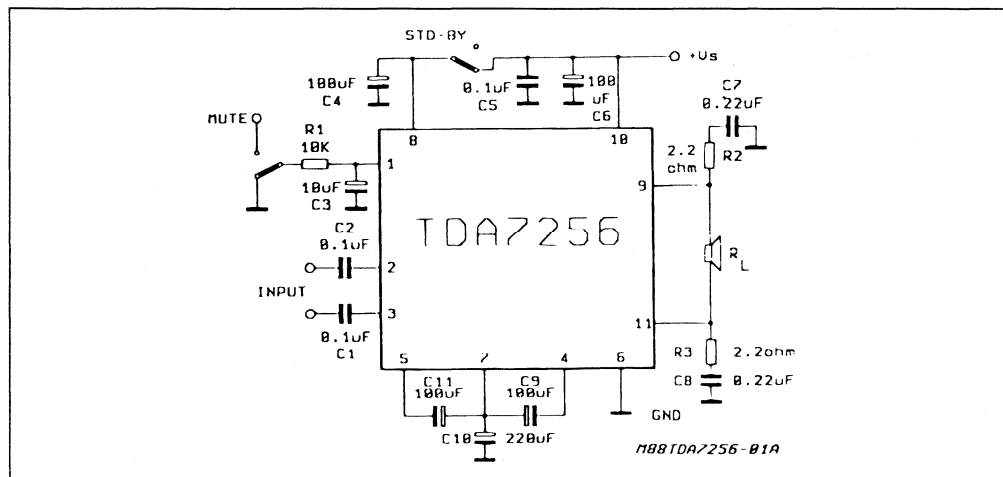 STD-BY
+Vs
100uF
C4
0.1uF
C5
100
uF
C6
C7
0.22uF
MUTE
R1
10K
8
10
2.2
ohm
R2
1
9
10uF
C3
TDA7256
C2
0.1uF
2
R
L
INPUT
3
11
0.1uF
C1
R3
2.2ohm
5
7
4
6
C8
0.22uF
C11
100uF
C9
100uF
GND
C10
220uF
M88TDA7256-01A